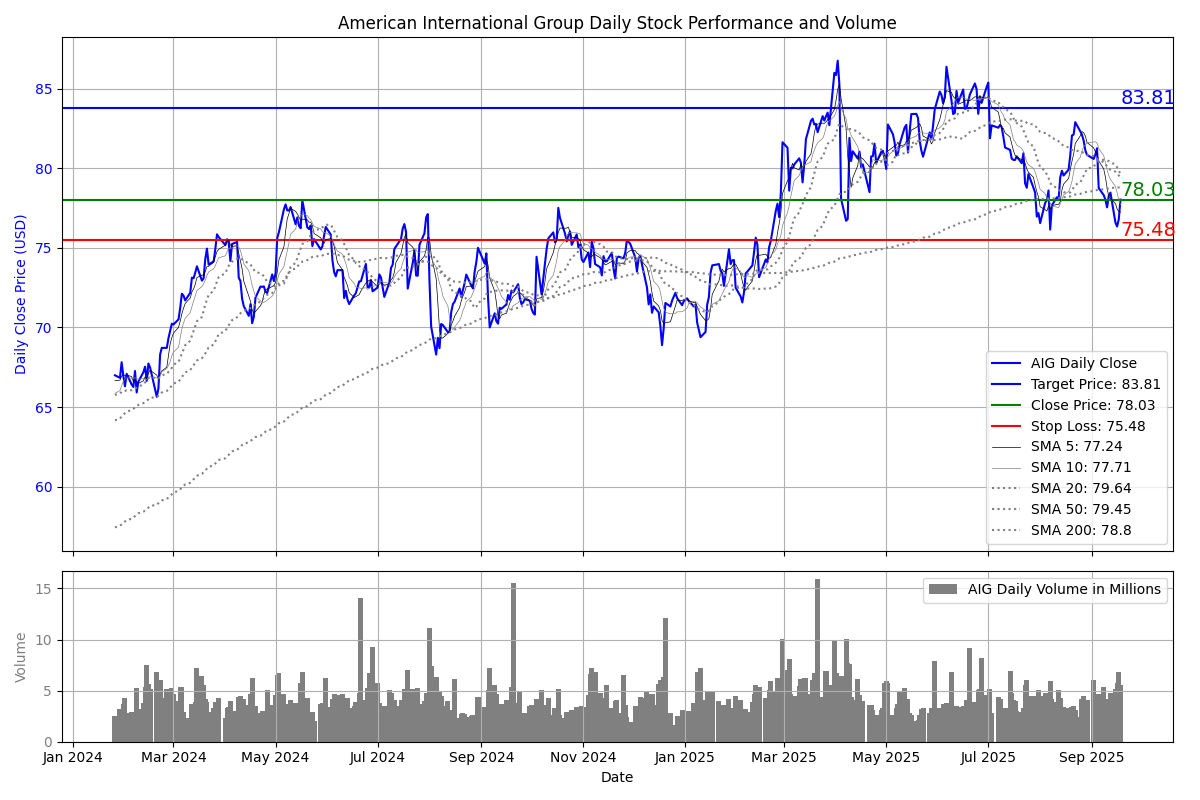 American International Group Daily Stock Performance and Volume
Daily Close Price (USD)
85
80
75
70
65
60
83.81
78.03
75.48
AIG Daily Close
Target Price: 83.81
Close Price: 78.03
Stop Loss: 75.48
SMA 5: 77.24
SMA 10: 77.71
SMA 20: 79.64
SMA 50: 79.45
SMA 200: 78.8
Volume
15
10
5
0
AIG Daily Volume in Millions
Jan 2024 Mar 2024 May 2024 Jul 2024 Sep 2024 Nov 2024 Jan 2025 Mar 2025 May 2025 Jul 2025 Sep 2025
Date